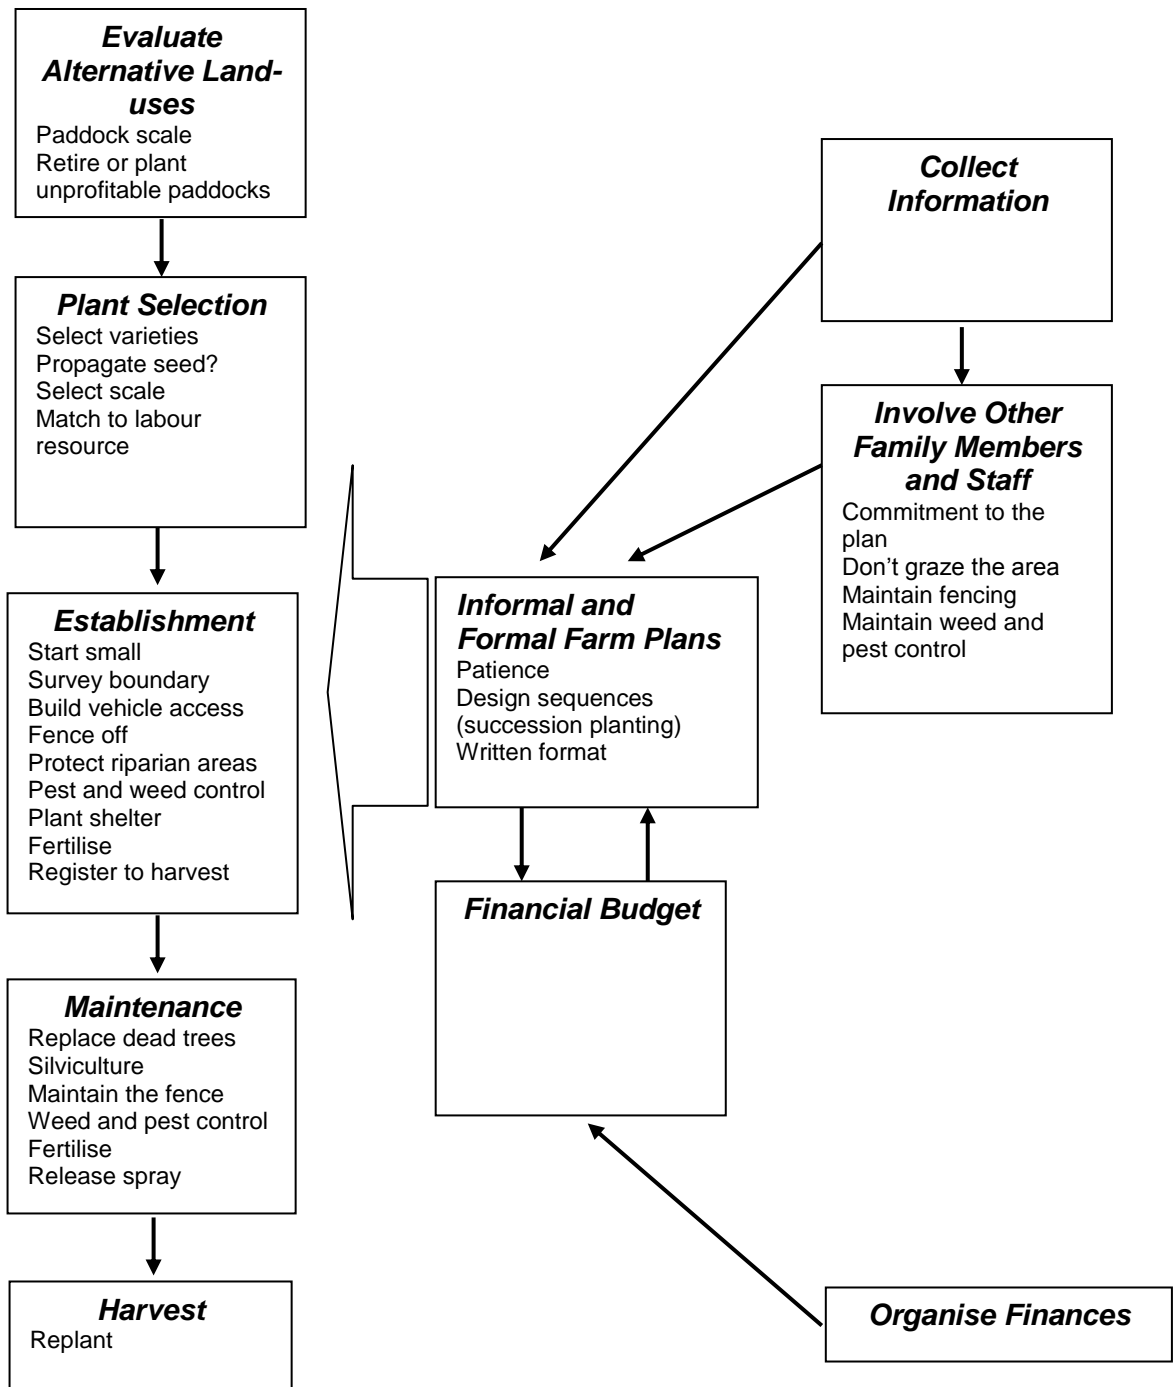 Evaluate
Alternative Land-
uses
Paddock scale
Retire or plant
unprofitable paddocks
Plant Selection
Select varieties
Propagate seed?
Select scale
Match to labour
resource
Establishment
Start small
Survey boundary
Build vehicle access
Fence off
Protect riparian areas
Pest and weed control
Plant shelter
Fertilise
Register to harvest
Maintenance
Replace dead trees
Silviculture
Maintain the fence
Weed and pest control
Fertilise
Release spray
Harvest
Replant
Informal and
Formal Farm Plans
Patience
Design sequences
(succession planting)
Written format
Financial Budget
Collect
Information
Involve Other
Family Members
and Staff
Commitment to the
plan
Don’t graze the area
Maintain fencing
Maintain weed and
pest control
Organise Finances